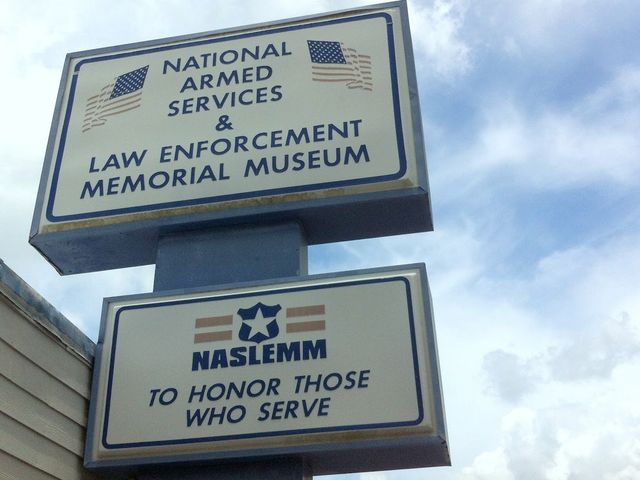 NATIONAL
ARMED
SERVICES
&
LAW ENFORCEMENT
MEMORIAL MUSEUM
NASLEMM
TO HONOR THOSE
WHO SERVE